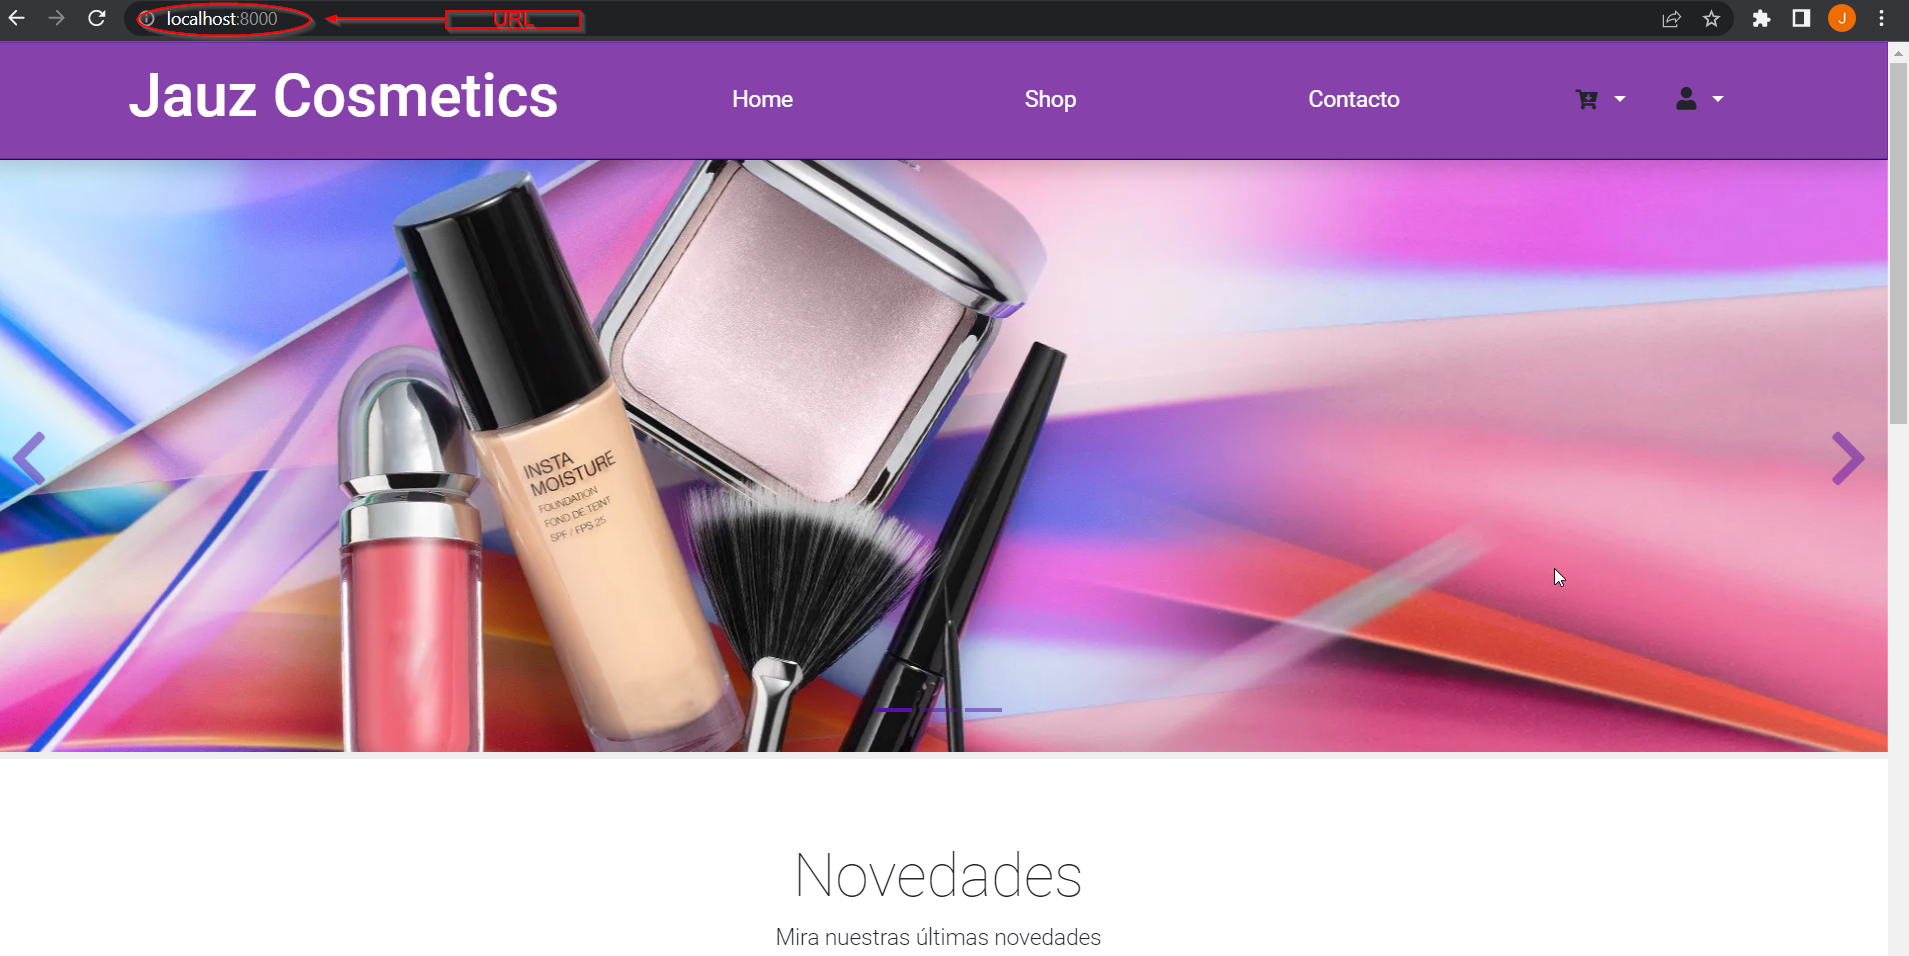 localhost:8000
URL
J
Jauz Cosmetics
Home
Shop
Contacto
INSTA
MOISTURE
FOUNDATION
FOND DE TEINT
SPF / FPS 25
Novedades
Mira nuestras últimas novedades